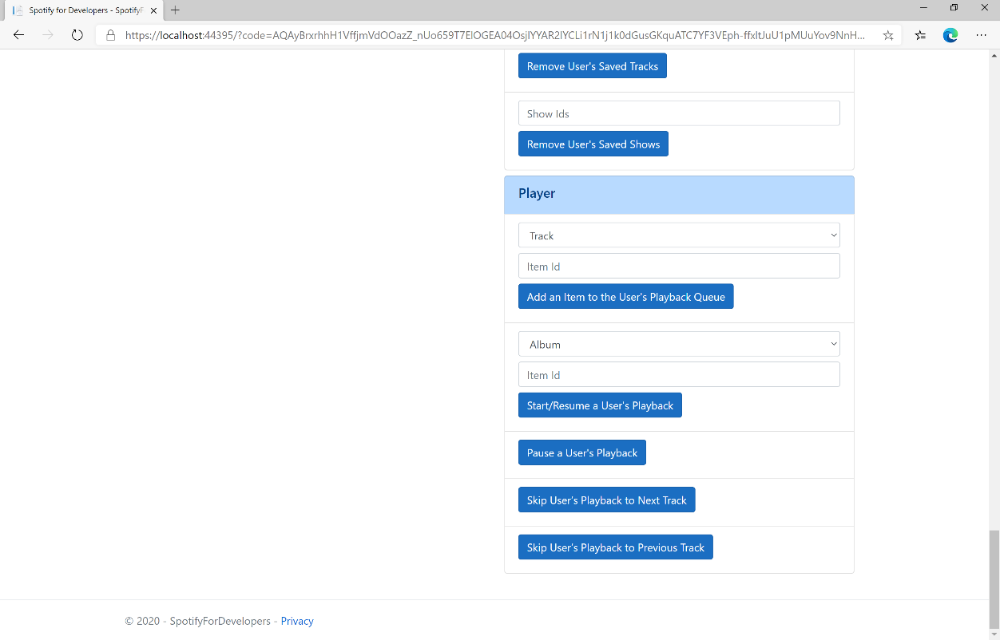 Spotify for Developers - SpotifyF
https://localhost:44395/?code=AQAyBrxrhhH1VffjmVdOOazZ_nUo659T7ElOGEA04OsjlYYAR2lYCLi1rN1j1k0dGusGKquATC7YF3VEph-ffxltJuU1pMUuYov9NnH...
Remove User's Saved Tracks
Show Ids
Remove User's Saved Shows
Player
Track
Item Id
Add an Item to the User's Playback Queue
Album
Item Id
Start/Resume a User's Playback
Pause a User's Playback
Skip User's Playback to Next Track
Skip User's Playback to Previous Track
© 2020 - SpotifyForDevelopers - Privacy